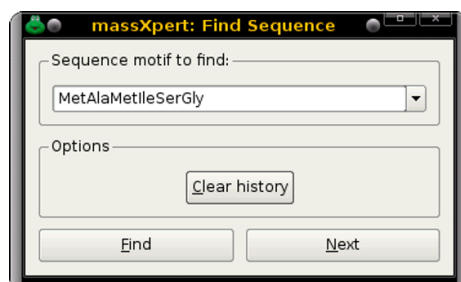 massXpert: Find Sequence
Sequence motif to find:
MetAlaMetIleSerGly
Options
Clear history
Find
Next